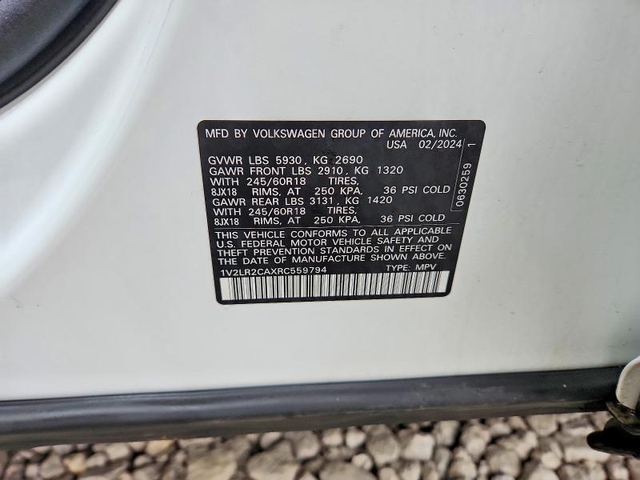 MFD BY VOLKSWAGEN GROUP OF AMERICA, INC.
USA 02/2024
GVWR LBS 5930, KG 2690
GAWR FRONT LBS 2910, KG 1320
WITH 245/60R18 TIRES,
8JX18 RIMS, AT 250 KPA. 36 PSI COLD
GAWR REAR LBS 3131, KG 1420
WITH 245/60R18 TIRES,
8JX18 RIMS, AT 250 KPA. 36 PSI COLD
THIS VEHICLE CONFORMS TO ALL APPLICABLE
U.S. FEDERAL MOTOR VEHICLE SAFETY AND
THEFT PREVENTION STANDARDS IN EFFECT
ON THE DATE OF MANUFACTURE SHOWN ABOVE.
1V2LR2CAXRC559794 TYPE: MPV
0630259 1